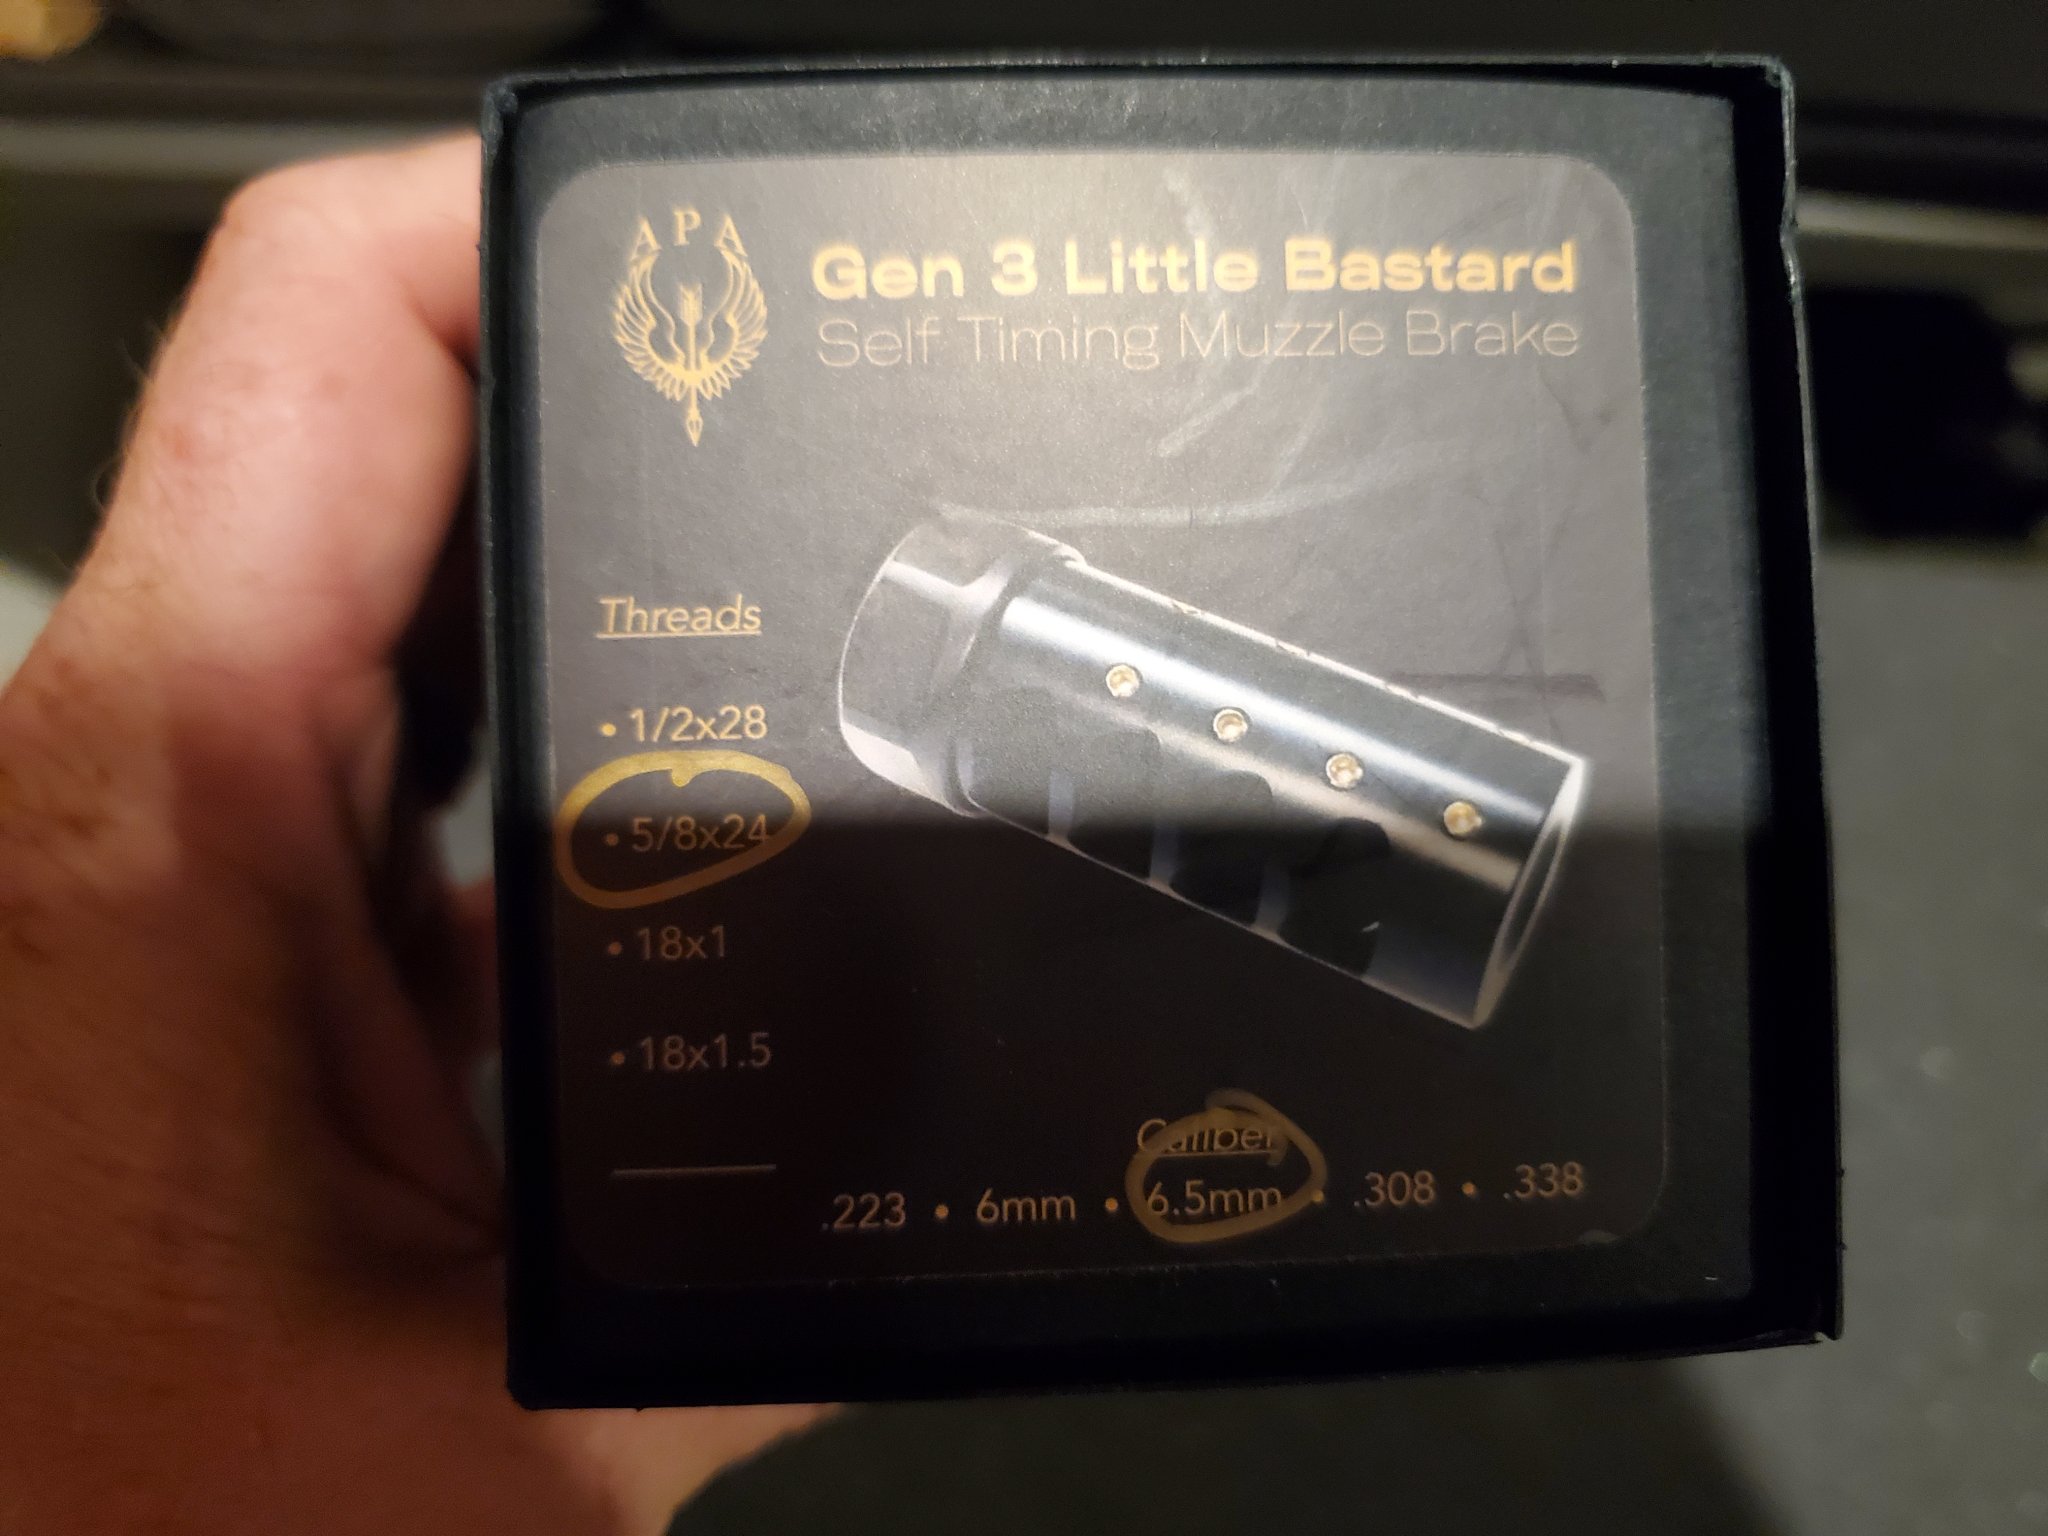 APA
Gen 3 Little Bastard
Self Timing Muzzle Brake
Threads
• 1/2x28
• 5/8x24
• 18x1
• 18x1.5
Caliber
.223 • 6mm • 6.5mm • .308 • .338